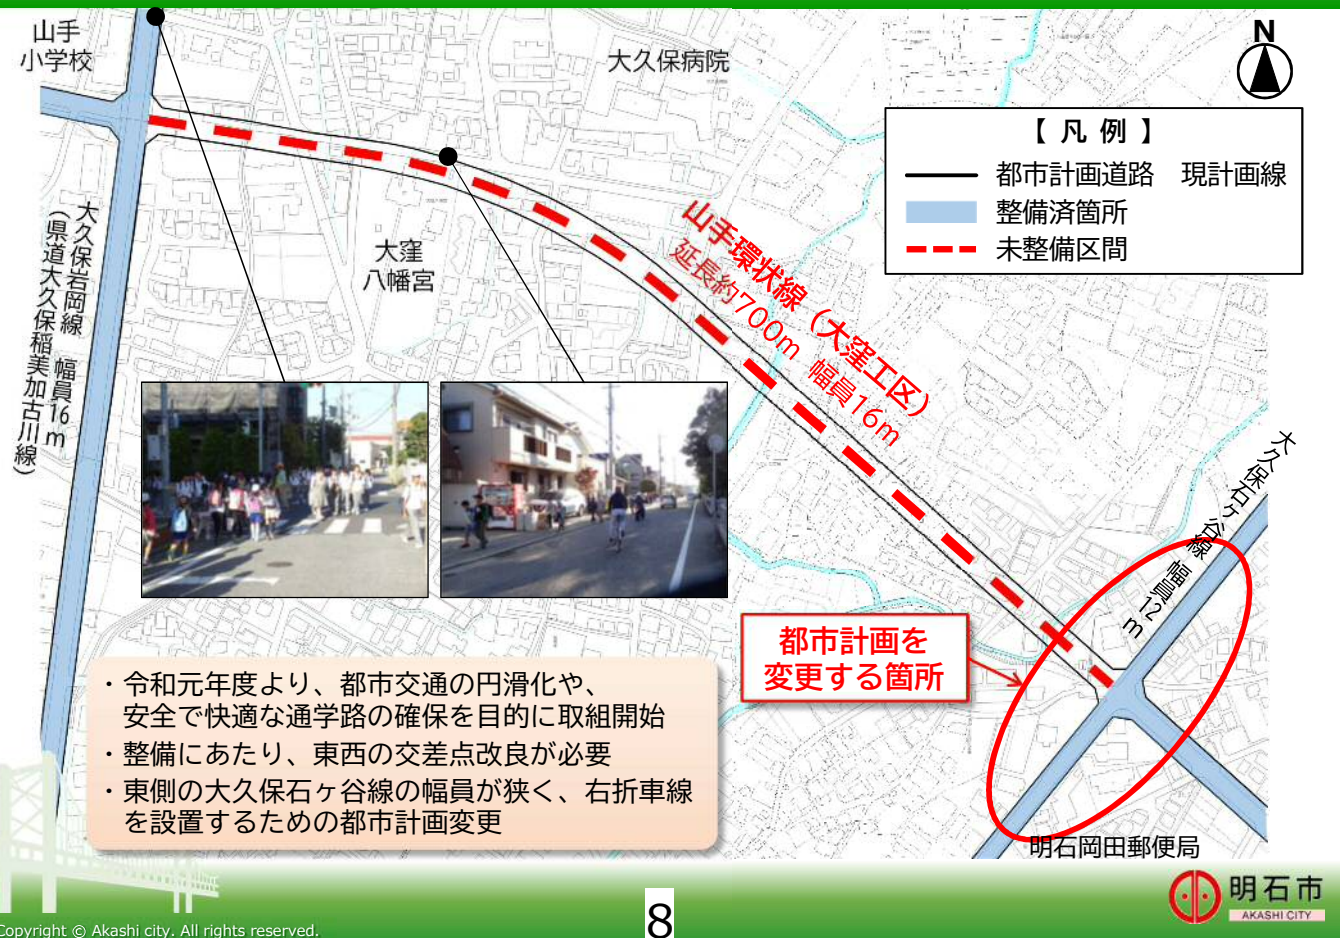 山手
小学校
大久保病院
N
【 凡 例 】
都市計画道路　現計画線
整備済箇所
未整備区間
大久保岩岡線　幅員16m
(県道大久保稲美加古川線)
大窪
八幡宮
山手環状線（大窪工区）
延長約700m　幅員16m
大久保石ヶ谷線　幅員12m
都市計画を
変更する箇所
・令和元年度より、都市交通の円滑化や、
安全で快適な通学路の確保を目的に取組開始
・整備にあたり、東西の交差点改良が必要
・東側の大久保石ヶ谷線の幅員が狭く、右折車線
を設置するための都市計画変更
明石岡田郵便局
明石市
AKASHI CITY
8
Copyright © Akashi city. All rights reserved.